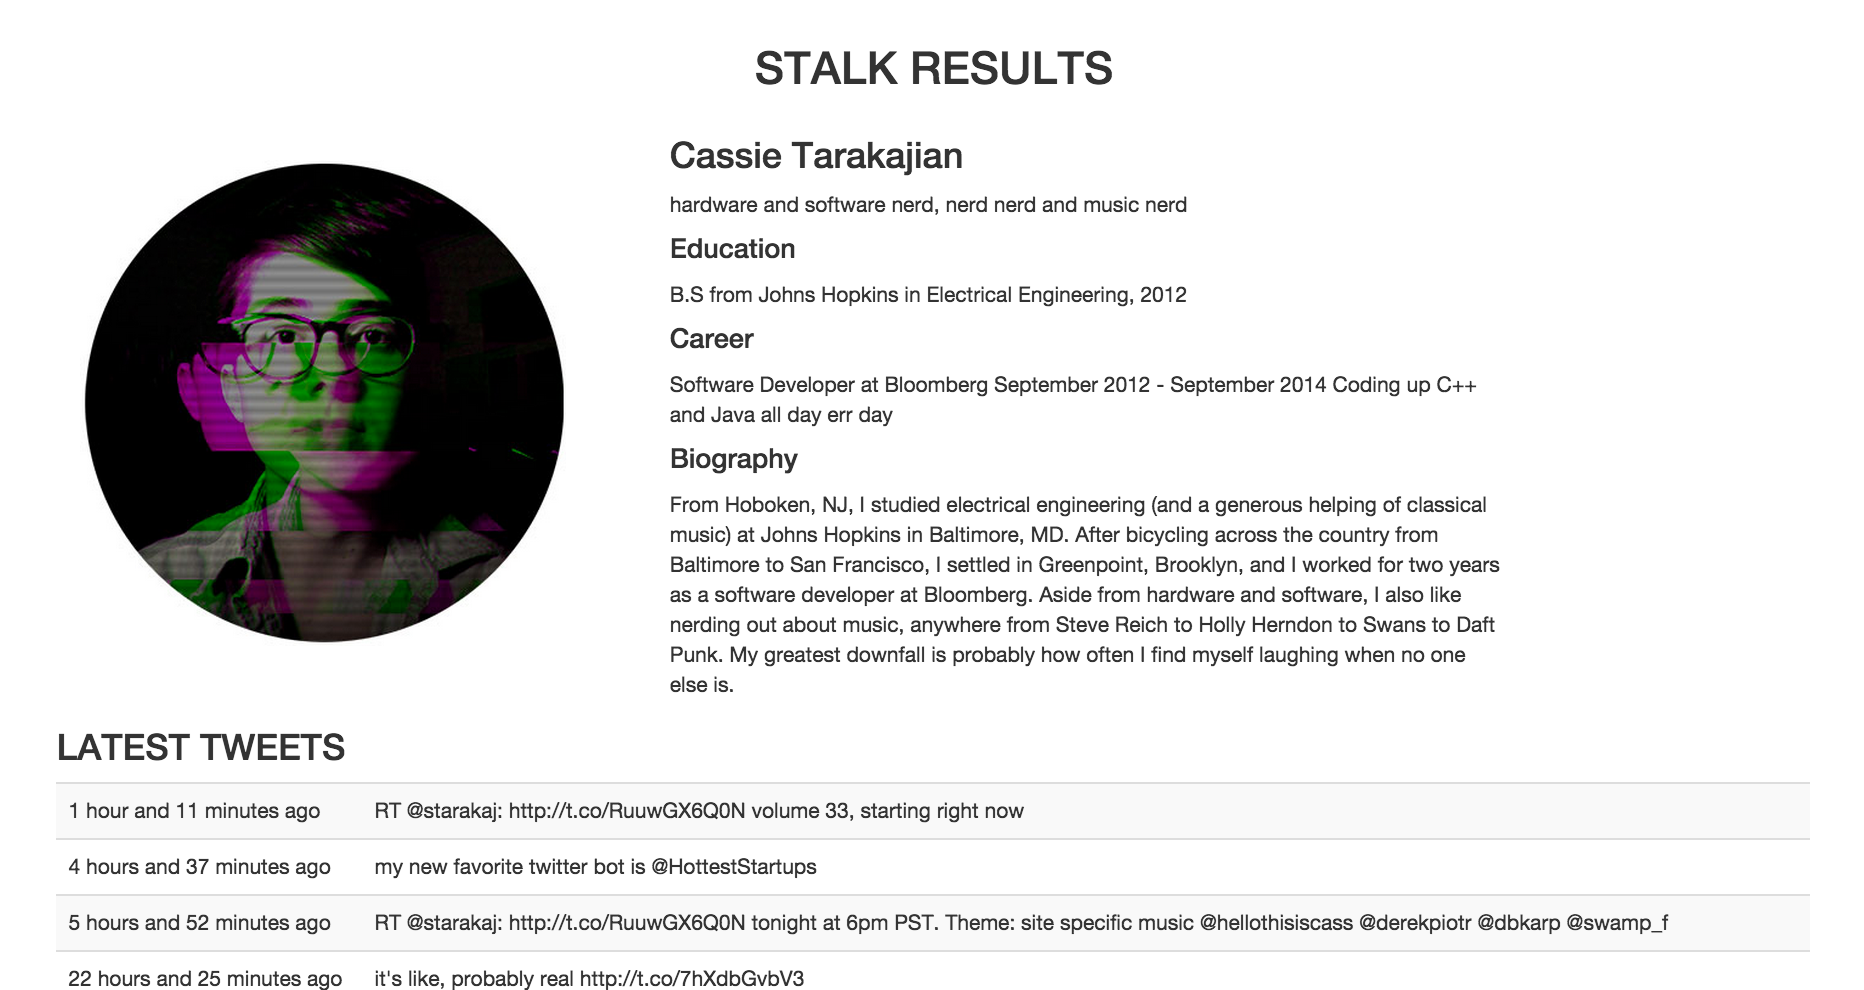 STALK RESULTS
Cassie Tarakajian
hardware and software nerd, nerd nerd and music nerd
Education
B.S from Johns Hopkins in Electrical Engineering, 2012
Career
Software Developer at Bloomberg September 2012 - September 2014 Coding up C++
and Java all day err day
Biography
From Hoboken, NJ, I studied electrical engineering (and a generous helping of classical
music) at Johns Hopkins in Baltimore, MD. After bicycling across the country from
Baltimore to San Francisco, I settled in Greenpoint, Brooklyn, and I worked for two years
as a software developer at Bloomberg. Aside from hardware and software, I also like
nerding out about music, anywhere from Steve Reich to Holly Herndon to Swans to Daft
Punk. My greatest downfall is probably how often I find myself laughing when no one
else is.
LATEST TWEETS
1 hour and 11 minutes ago RT @starakaj: http://t.co/RuuwGX6Q0N volume 33, starting right now
4 hours and 37 minutes ago my new favorite twitter bot is @HottestStartups
5 hours and 52 minutes ago RT @starakaj: http://t.co/RuuwGX6Q0N tonight at 6pm PST. Theme: site specific music @hellothisiscass @derekpiotr @dbkarp @swamp_f
22 hours and 25 minutes ago it's like, probably real http://t.co/7hXdbGvbV3